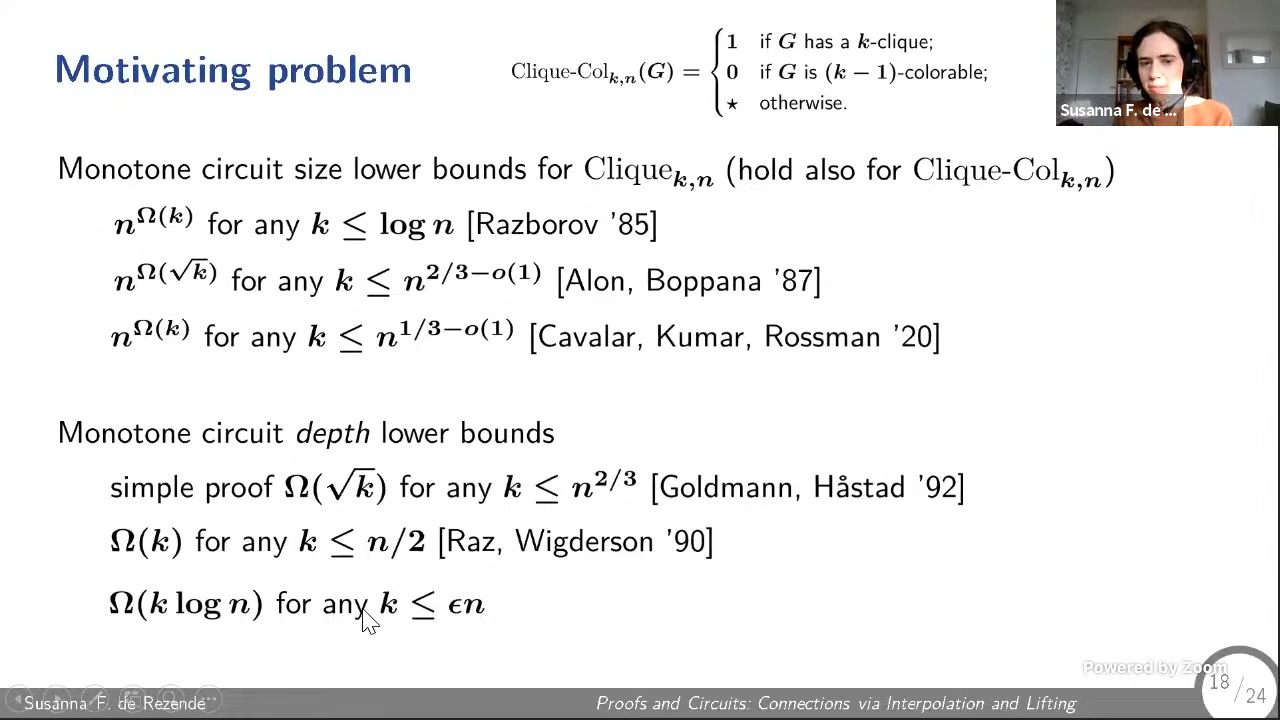 Motivating problem
Clique-Col_{k,n}(G) = { 1 if G has a k-clique;
0 if G is (k − 1)-colorable;
⋆ otherwise.
Susanna F. de ...
Monotone circuit size lower bounds for Clique_{k,n} (hold also for Clique-Col_{k,n})
n^{Ω(k)} for any k ≤ log n [Razborov '85]
n^{Ω(√k)} for any k ≤ n^{2/3−o(1)} [Alon, Boppana '87]
n^{Ω(k)} for any k ≤ n^{1/3−o(1)} [Cavalar, Kumar, Rossman '20]
Monotone circuit depth lower bounds
simple proof Ω(√k) for any k ≤ n^{2/3} [Goldmann, Håstad '92]
Ω(k) for any k ≤ n/2 [Raz, Wigderson '90]
Ω(k log n) for any k ≤ ϵn
Powered by Zoom
Susanna F. de Rezende
Proofs and Circuits: Connections via Interpolation and Lifting
18/24